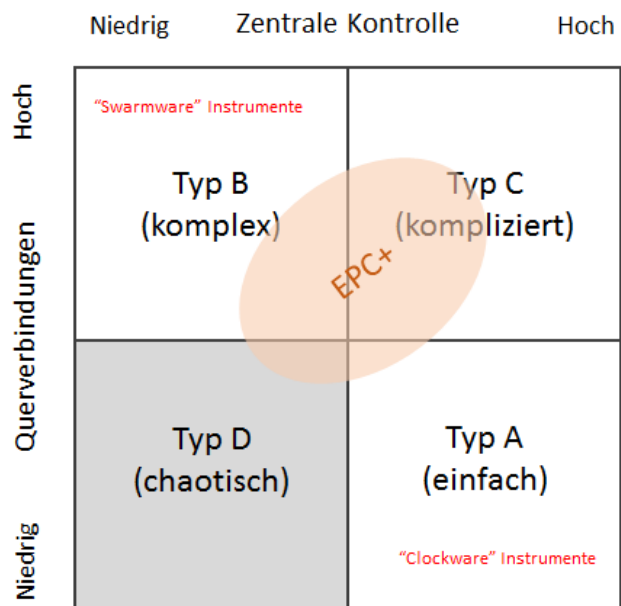 Niedrig Zentrale Kontrolle Hoch
Hoch
Querverbindungen
Niedrig
"Swarmware" Instrumente
Typ B
(komplex)
Typ C
(kompliziert)
EPC+
Typ D
(chaotisch)
Typ A
(einfach)
"Clockware" Instrumente